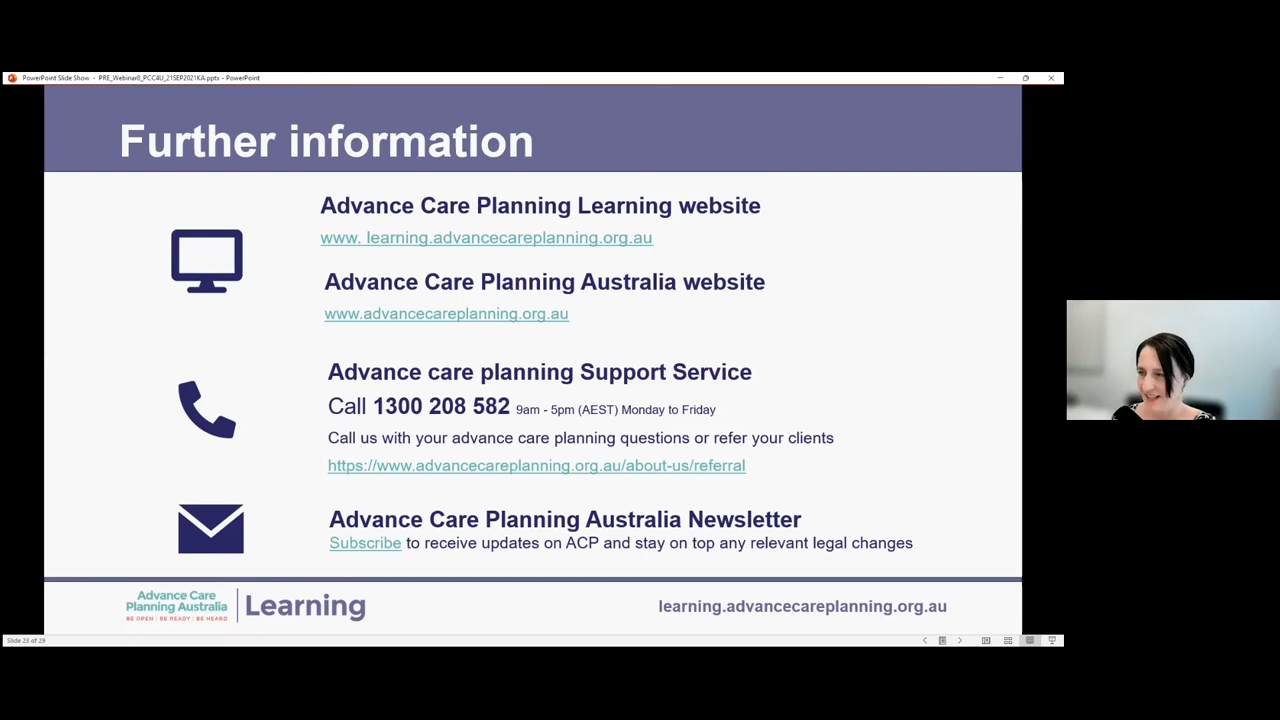 PowerPoint Slide Show - PRE_Webinar8_PCC4U_21SEP2021KA.pptx - PowerPoint
Further information
Advance Care Planning Learning website
www. learning.advancecareplanning.org.au
Advance Care Planning Australia website
www.advancecareplanning.org.au
Advance care planning Support Service
Call 1300 208 582 9am - 5pm (AEST) Monday to Friday
Call us with your advance care planning questions or refer your clients
https://www.advancecareplanning.org.au/about-us/referral
Advance Care Planning Australia Newsletter
Subscribe to receive updates on ACP and stay on top any relevant legal changes
Advance Care
Planning Australia
BE OPEN | BE READY | BE HEARD
Learning
learning.advancecareplanning.org.au
Slide 23 of 29